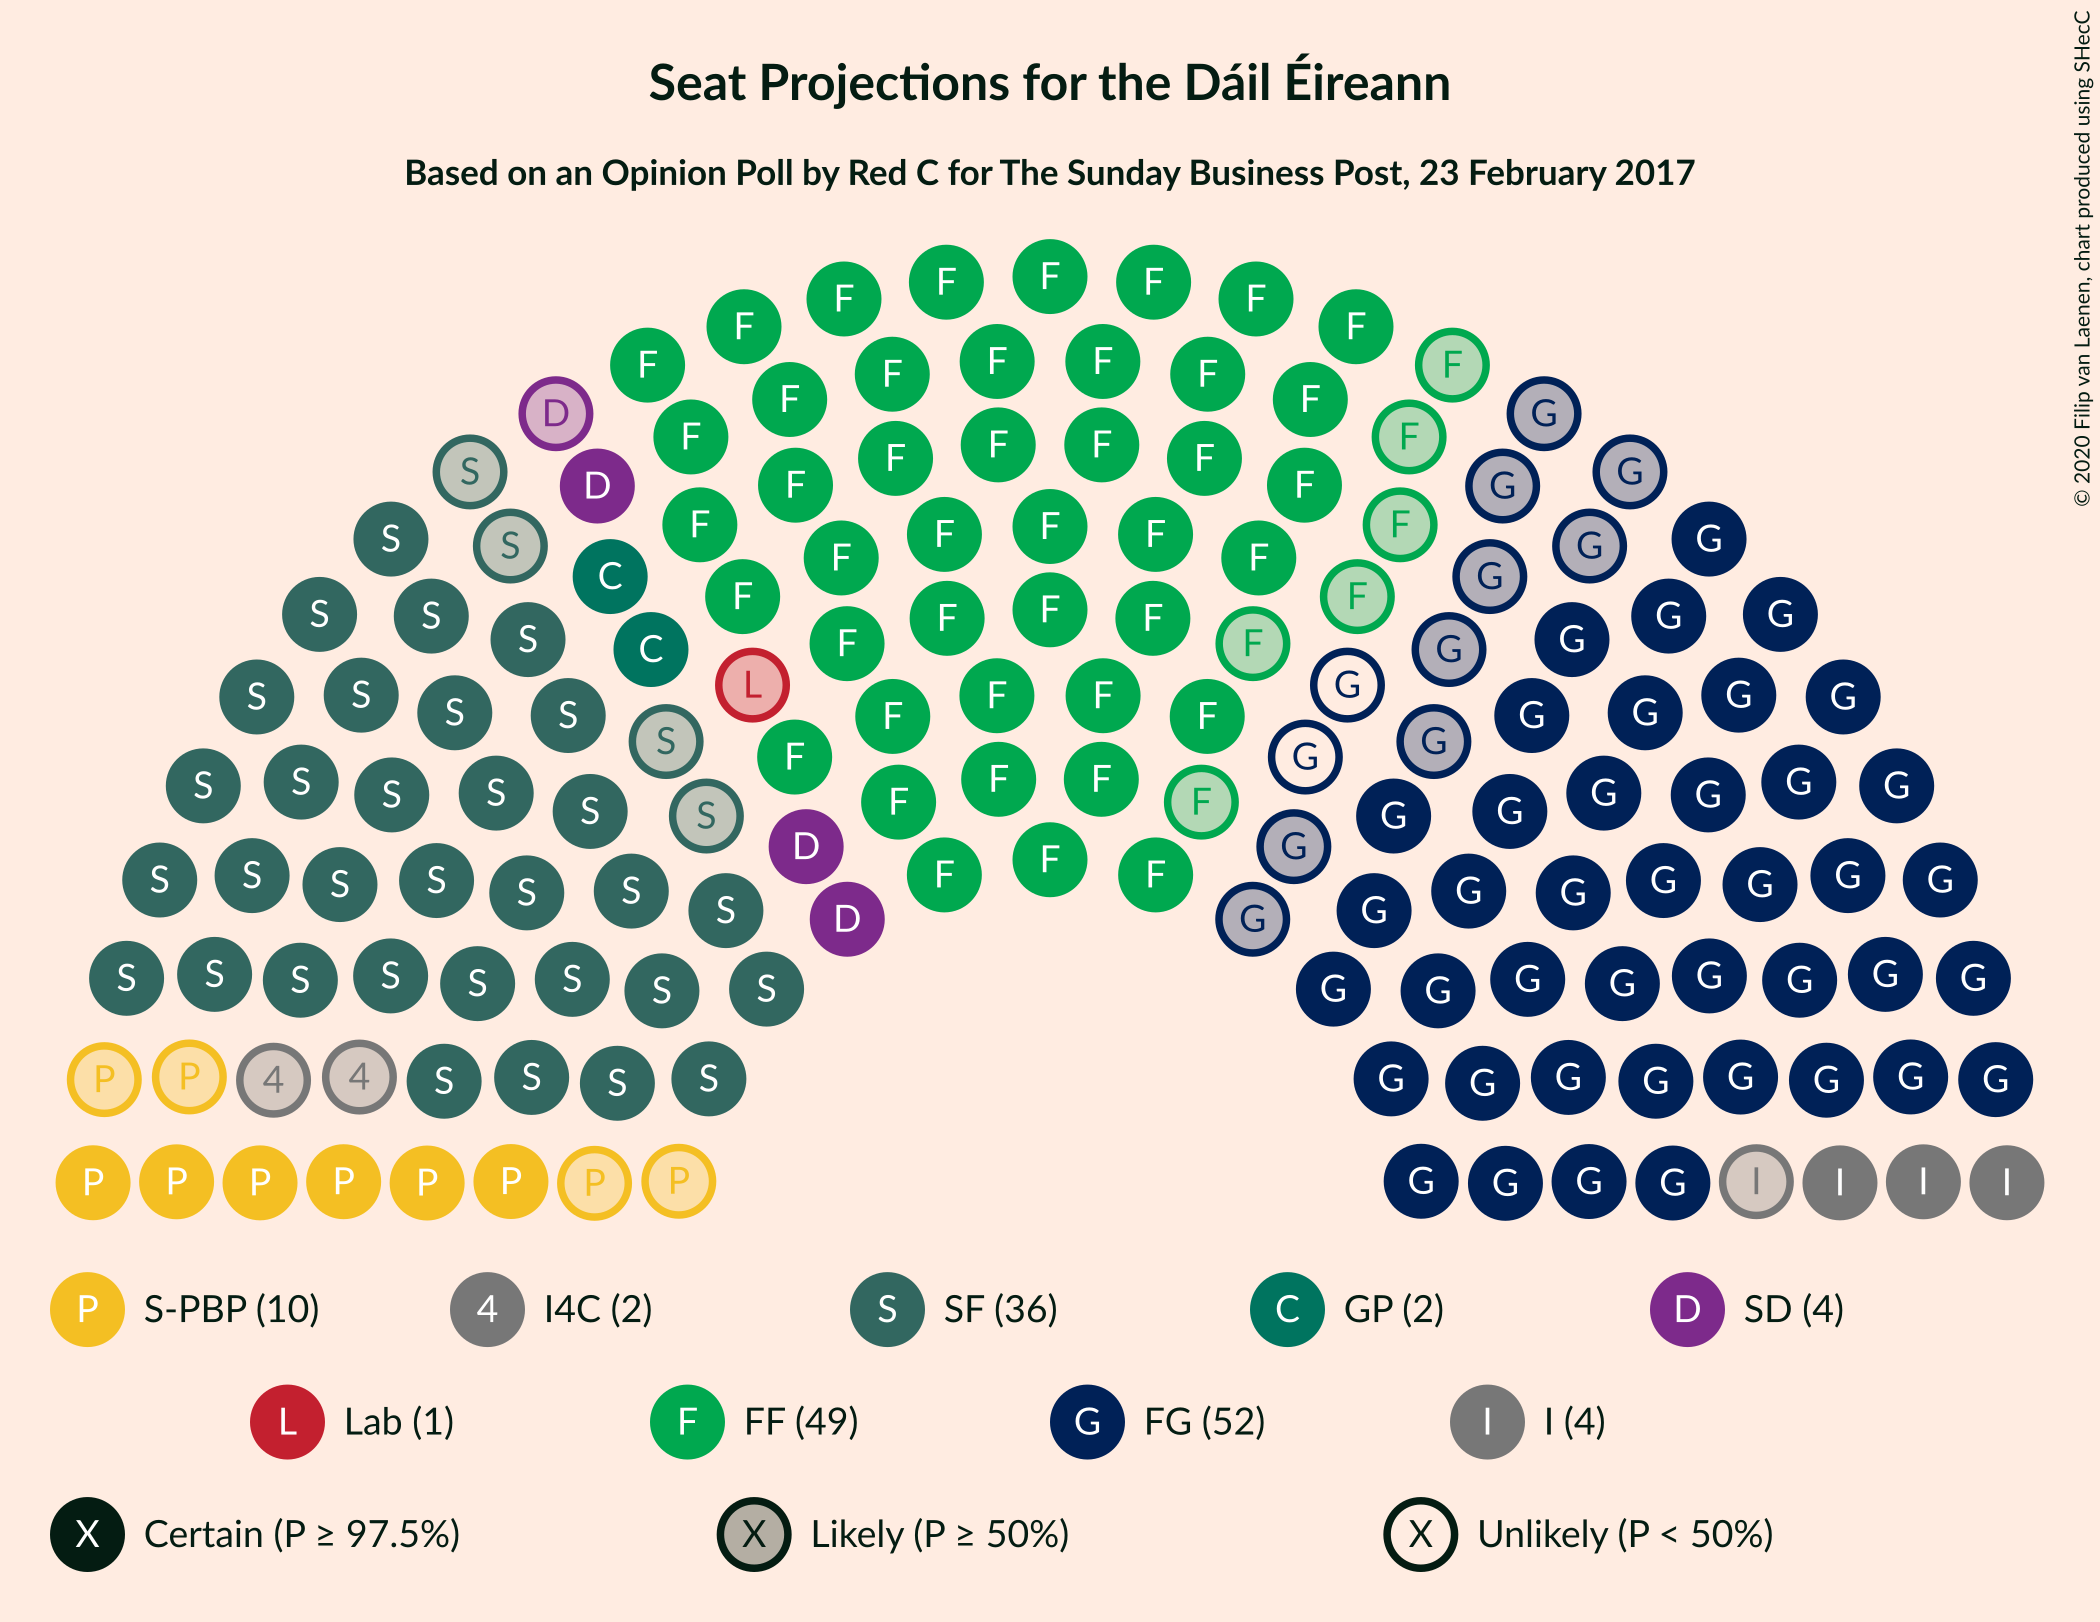 Seat Projections for the Dáil Éireann
Based on an Opinion Poll by Red C for The Sunday Business Post, 23 February 2017
© 2020 Filip van Laenen, chart produced using SHecC
F F F F F
F F
F F F F F F
D F F G
F F F F F F
S D F F G G
S S F F F F F G G
C F F G
S S F F F F F G G
S C F F G G
S S S S L F F F F G G G G G
S F G G
S S S S S S F F F F G G G G G G
S S S S S S D F F F G G G G G G G
S D G G
S S S S S S S S G G G G G G G G
P P 4 4 S S S S G G G G G G G G
P P P P P P P P G G G G I I I I
P S-PBP (10) 4 I4C (2) S SF (36) C GP (2) D SD (4)
L Lab (1) F FF (49) G FG (52) I I (4)
X Certain (P ≥ 97.5%) X Likely (P ≥ 50%) X Unlikely (P < 50%)